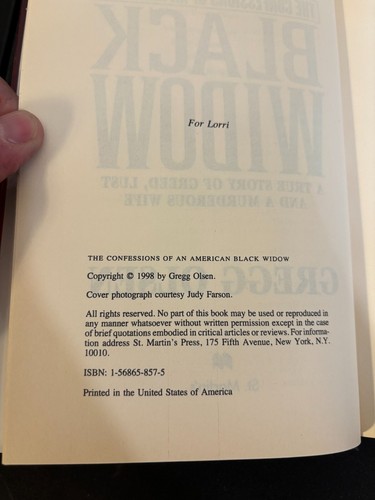 For Lorri
THE CONFESSIONS OF AN AMERICAN BLACK WIDOW
Copyright © 1998 by Gregg Olsen.
Cover photograph courtesy Judy Farson.
All rights reserved. No part of this book may be used or reproduced in
any manner whatsoever without written permission except in the case
of brief quotations embodied in critical articles or reviews. For informa-
tion address St. Martin's Press, 175 Fifth Avenue, New York, N.Y.
10010.
ISBN: 1-56865-857-5
Printed in the United States of America